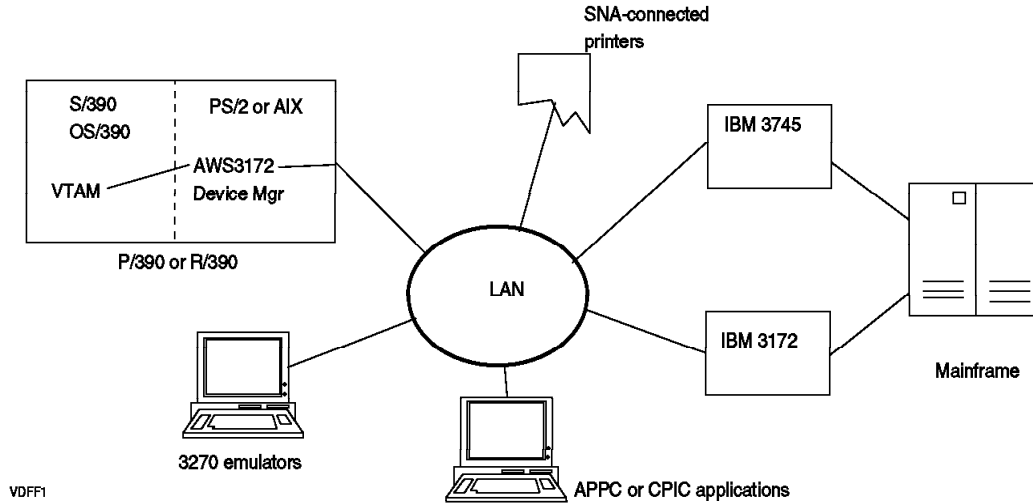 SNA-connected
printers
S/390
OS/390
PS/2 or AIX
VTAM
AWS3172
Device Mgr
P/390 or R/390
IBM 3745
LAN
IBM 3172
Mainframe
3270 emulators
APPC or CPIC applications
VDFF1